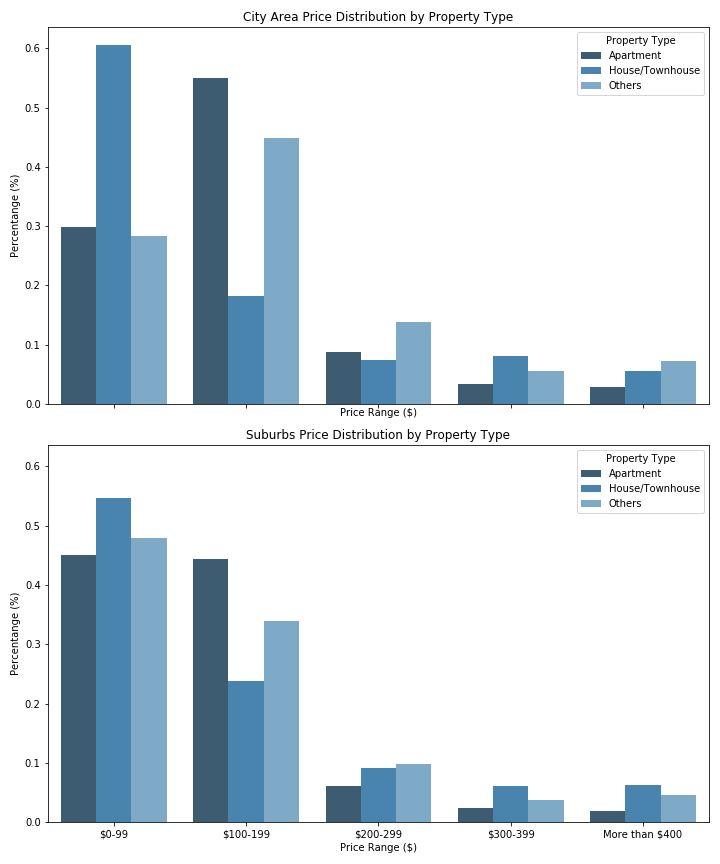 City Area Price Distribution by Property Type
Property Type
Apartment
House/Townhouse
Others
Percentange (%)
0.6
0.5
0.4
0.3
0.2
0.1
0.0
Price Range ($)
Suburbs Price Distribution by Property Type
Property Type
Apartment
House/Townhouse
Others
Percentange (%)
0.6
0.5
0.4
0.3
0.2
0.1
0.0
$0-99 $100-199 $200-299 $300-399 More than $400
Price Range ($)